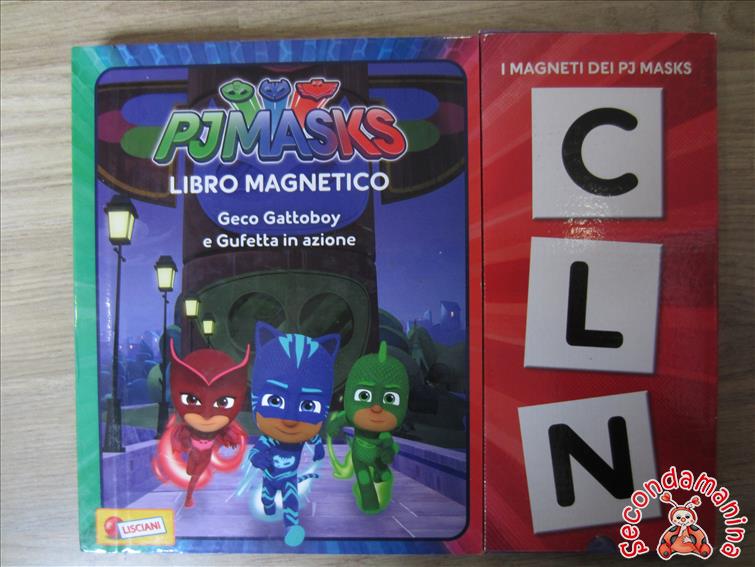 PJMASKS
LIBRO MAGNETICO
Geco Gattoboy
e Gufetta in azione
LISCIANI
I MAGNETI DEI PJ MASKS
C
L
N
secondamanina